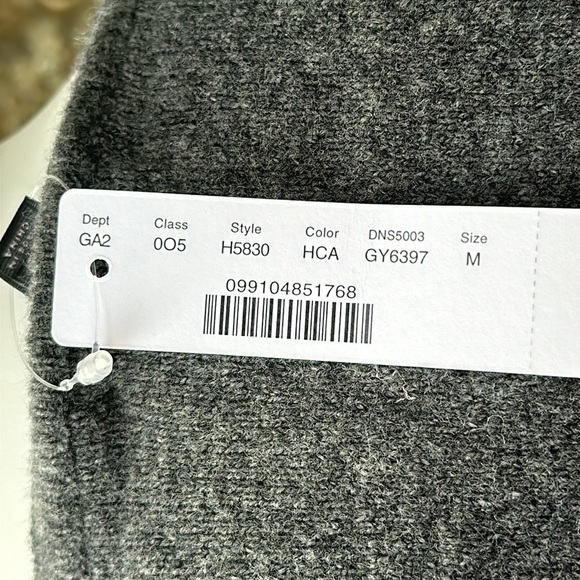 Dept Class Style Color DNS5003 Size
GA2 0O5 H5830 HCA GY6397 M
099104851768